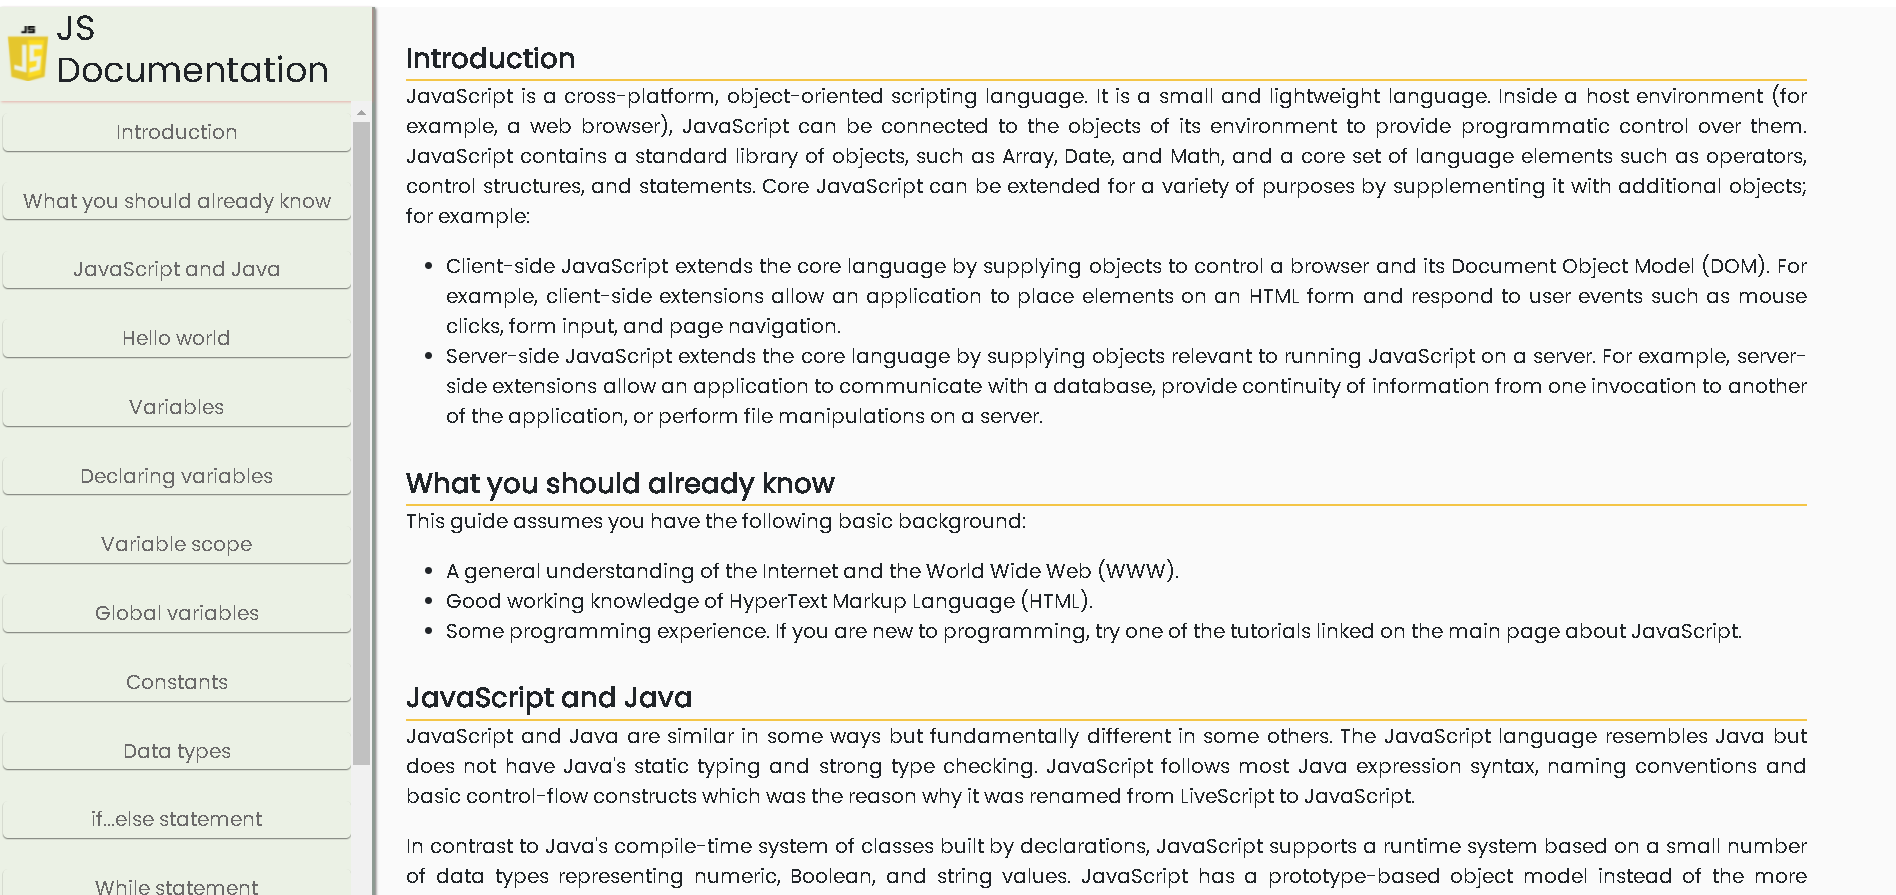 JS
JS
JS
Documentation
Introduction
What you should already know
JavaScript and Java
Hello world
Variables
Declaring variables
Variable scope
Global variables
Constants
Data types
if...else statement
While statement
Introduction
JavaScript is a cross-platform, object-oriented scripting language. It is a small and lightweight language. Inside a host environment (for
example, a web browser), JavaScript can be connected to the objects of its environment to provide programmatic control over them.
JavaScript contains a standard library of objects, such as Array, Date, and Math, and a core set of language elements such as operators,
control structures, and statements. Core JavaScript can be extended for a variety of purposes by supplementing it with additional objects;
for example:
• Client-side JavaScript extends the core language by supplying objects to control a browser and its Document Object Model (DOM). For
example, client-side extensions allow an application to place elements on an HTML form and respond to user events such as mouse
clicks, form input, and page navigation.
• Server-side JavaScript extends the core language by supplying objects relevant to running JavaScript on a server. For example, server-
side extensions allow an application to communicate with a database, provide continuity of information from one invocation to another
of the application, or perform file manipulations on a server.
What you should already know
This guide assumes you have the following basic background:
• A general understanding of the Internet and the World Wide Web (WWW).
• Good working knowledge of HyperText Markup Language (HTML).
• Some programming experience. If you are new to programming, try one of the tutorials linked on the main page about JavaScript.
JavaScript and Java
JavaScript and Java are similar in some ways but fundamentally different in some others. The JavaScript language resembles Java but
does not have Java's static typing and strong type checking. JavaScript follows most Java expression syntax, naming conventions and
basic control-flow constructs which was the reason why it was renamed from LiveScript to JavaScript.
In contrast to Java's compile-time system of classes built by declarations, JavaScript supports a runtime system based on a small number
of data types representing numeric, Boolean, and string values. JavaScript has a prototype-based object model instead of the more